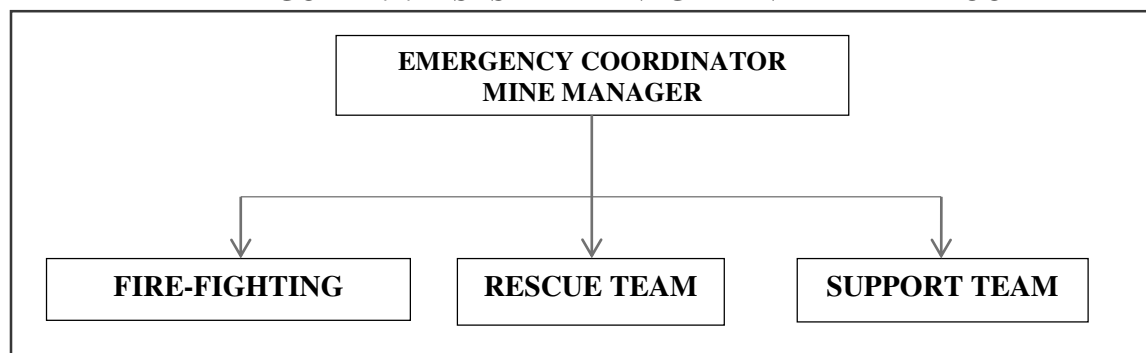 EMERGENCY COORDINATOR
MINE MANAGER
FIRE-FIGHTING
RESCUE TEAM
SUPPORT TEAM